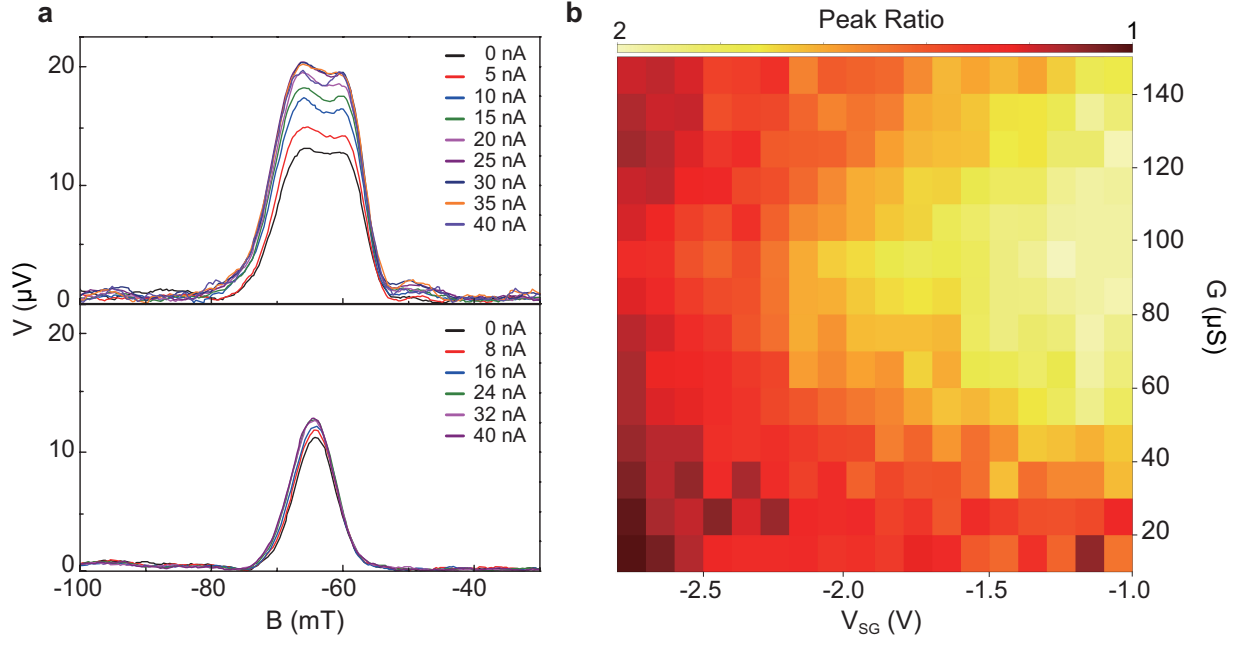 a
20
10
0
V (µV)
0 nA
5 nA
10 nA
15 nA
20 nA
25 nA
30 nA
35 nA
40 nA
20
10
0
0 nA
8 nA
16 nA
24 nA
32 nA
40 nA
-100
-80
-60
-40
B (mT)
b
Peak Ratio
2
1
140
120
100
80
60
40
20
G (µS)
-2.5
-2.0
-1.5
-1.0
VSG (V)